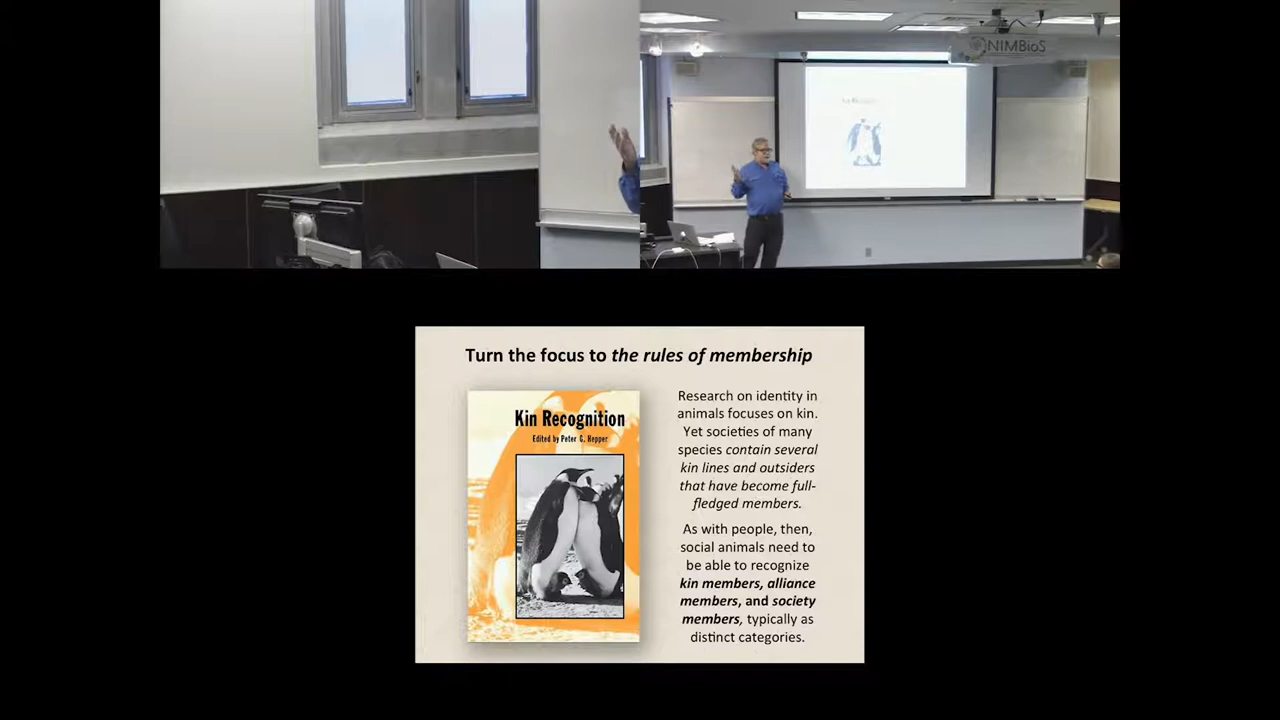 NIMBioS
Turn the focus to the rules of membership
Kin Recognition
Edited by Peter G. Hepper
Research on identity in
animals focuses on kin.
Yet societies of many
species contain several
kin lines and outsiders
that have become full-
fledged members.
As with people, then,
social animals need to
be able to recognize
kin members, alliance
members, and society
members, typically as
distinct categories.